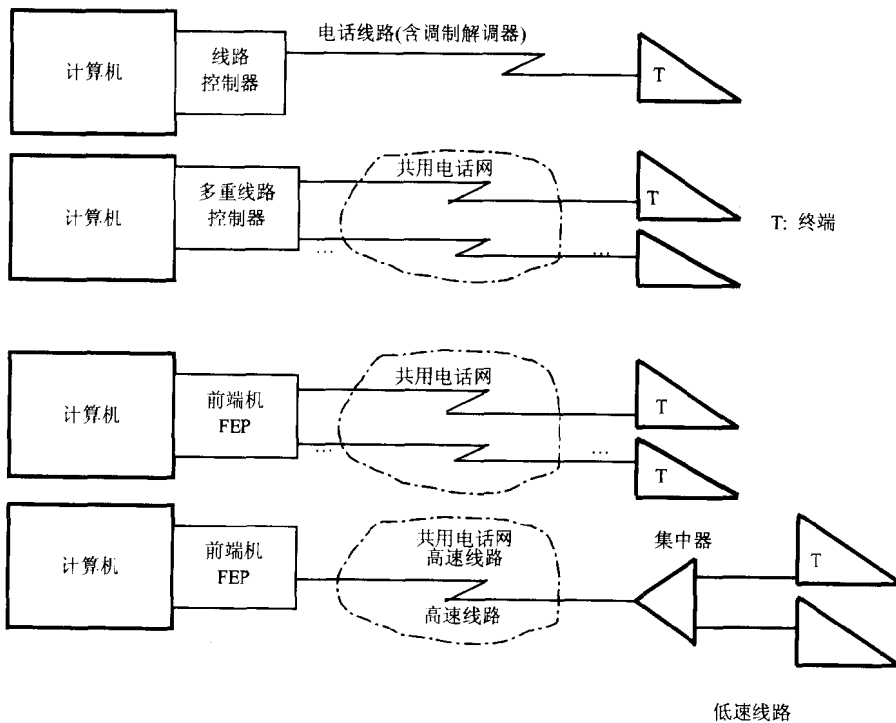 电话线路(含调制解调器)
计算机
线路
控制器
T
共用电话网
计算机
多重线路
控制器
T
T: 终端
…
…
共用电话网
计算机
前端机
FEP
T
…
…
T
共用电话网
高速线路
集中器
计算机
前端机
FEP
T
高速线路
低速线路